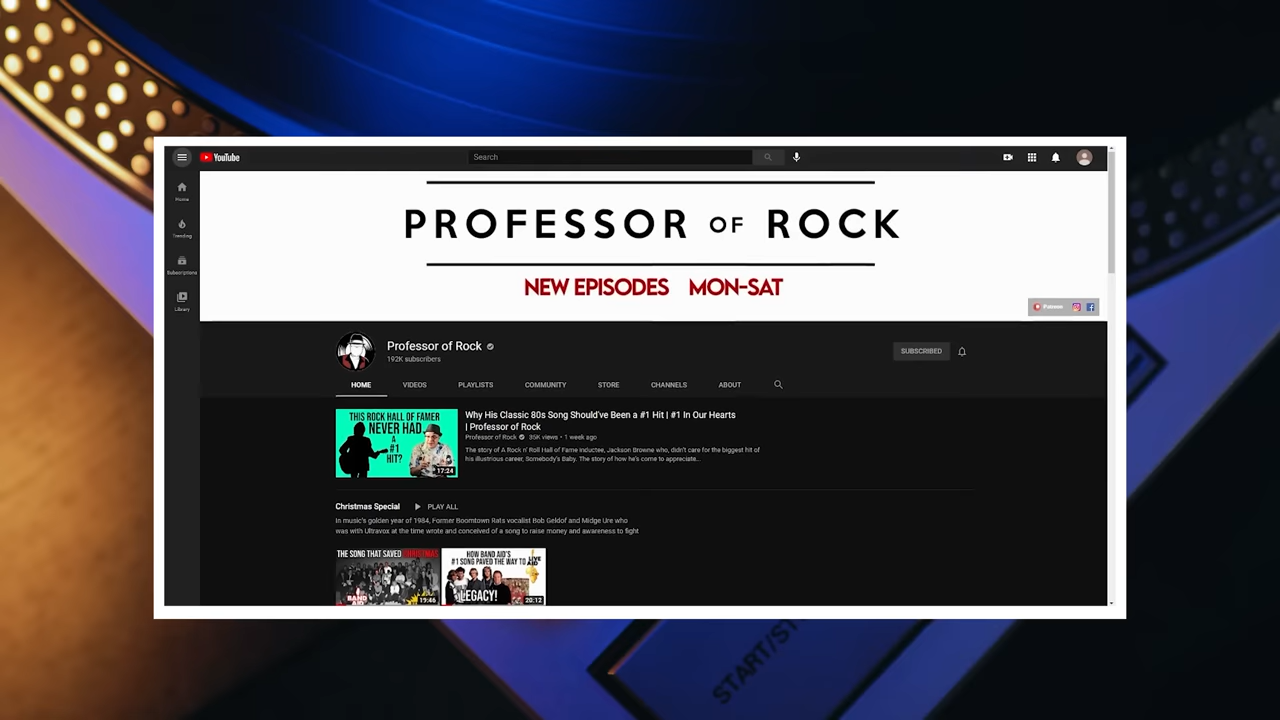 YouTube
Search
PROFESSOR OF ROCK
NEW EPISODES MON-SAT
Home
Trending
Subscriptions
Library
Patreon
Professor of Rock
192K subscribers
SUBSCRIBED
HOME VIDEOS PLAYLISTS COMMUNITY STORE CHANNELS ABOUT
THIS ROCK HALL OF FAMER
NEVER HAD
A
#1
HIT?
17:24
Why His Classic 80s Song Should've Been a #1 Hit | #1 In Our Hearts
| Professor of Rock
Professor of Rock 35K views • 1 week ago
The story of A Rock n' Roll Hall of Fame Inductee, Jackson Browne who, didn't care for the biggest hit of
his illustrious career, Somebody's Baby. The story of how he's come to appreciate...
Christmas Special PLAY ALL
In music's golden year of 1984, Former Boomtown Rats vocalist Bob Geldof and Midge Ure who
was with Ultravox at the time wrote and conceived of a song to raise money and awareness to fight
THE SONG THAT SAVED CHRISTMAS
BAND
AID
19:46
HOW BAND AID'S
#1 SONG PAVED THE WAY TO LIVE
AID
LEGACY!
20:12
START/STO